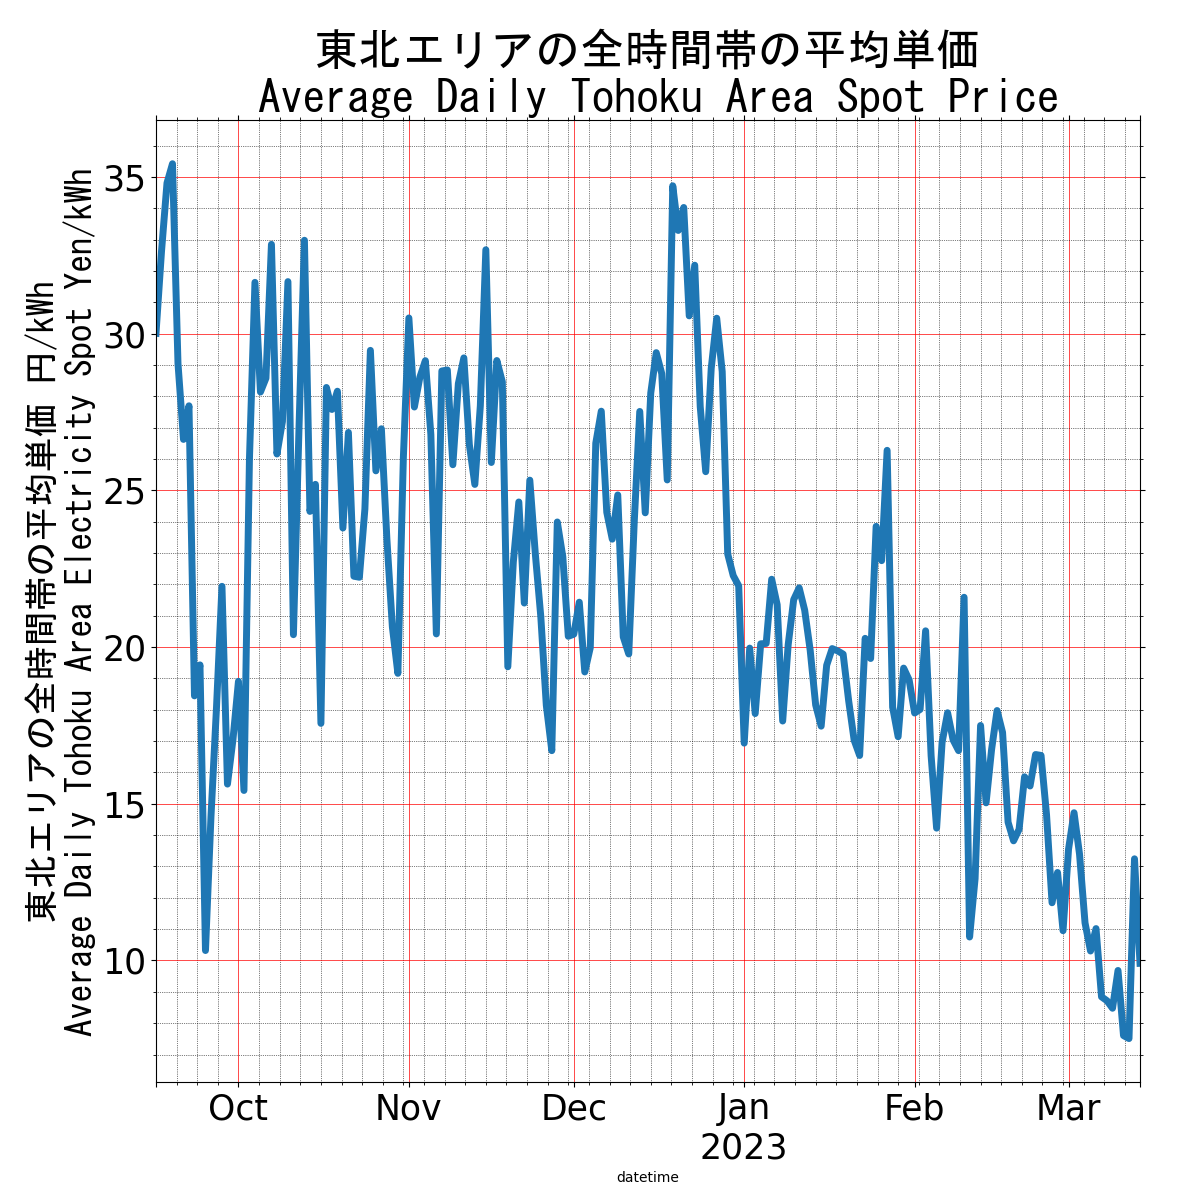 東北エリアの全時間帯の平均単価
Average Daily Tohoku Area Spot Price
東北エリアの全時間帯の平均単価 円/kWh
Average Daily Tohoku Area Electricity Spot Yen/kWh
35
30
25
20
15
10
Oct
Nov
Dec
Jan
2023
Feb
Mar
datetime